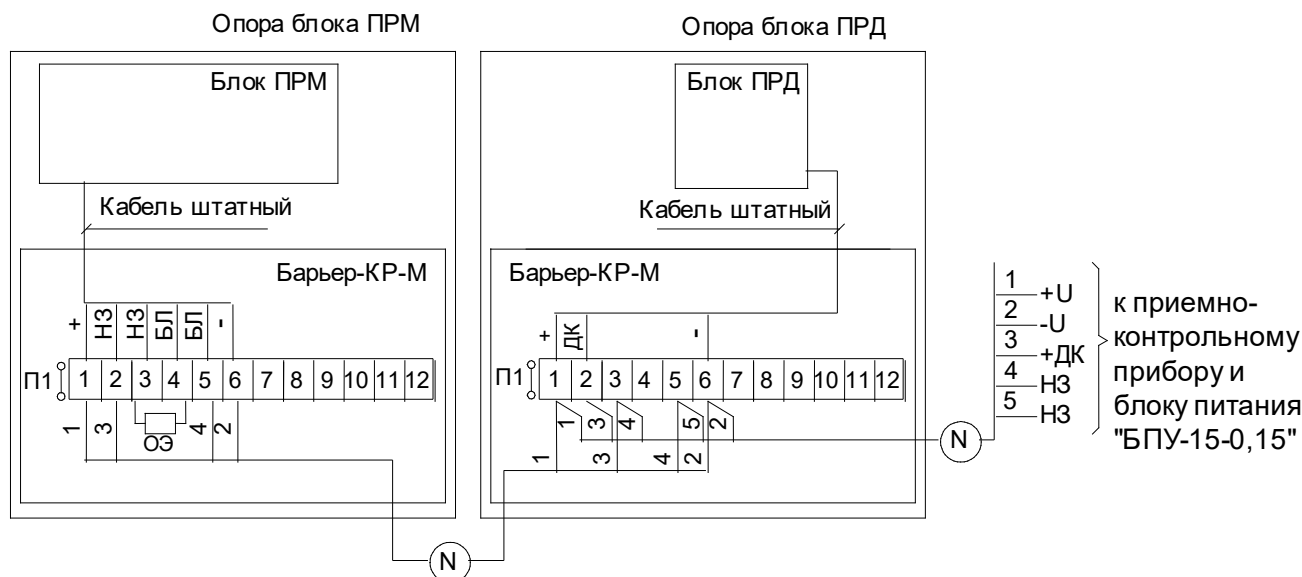 Опора блока ПРМ
Опора блока ПРД
Блок ПРМ
Блок ПРД
Кабель штатный
Кабель штатный
Барьер-КР-М
Барьер-КР-М
+ НЗ НЗ БЛ БЛ -
+ ДК -
П1 1 2 3 4 5 6 7 8 9 10 11 12
П1 1 2 3 4 5 6 7 8 9 10 11 12
1 3 ОЭ 4 2
1 3 4 5 2
1 3 4 2
N
N
1 +U
2 -U
3 +ДК
4 НЗ
5 НЗ
к приемно-
контрольному
прибору и
блоку питания
"БПУ-15-0,15"